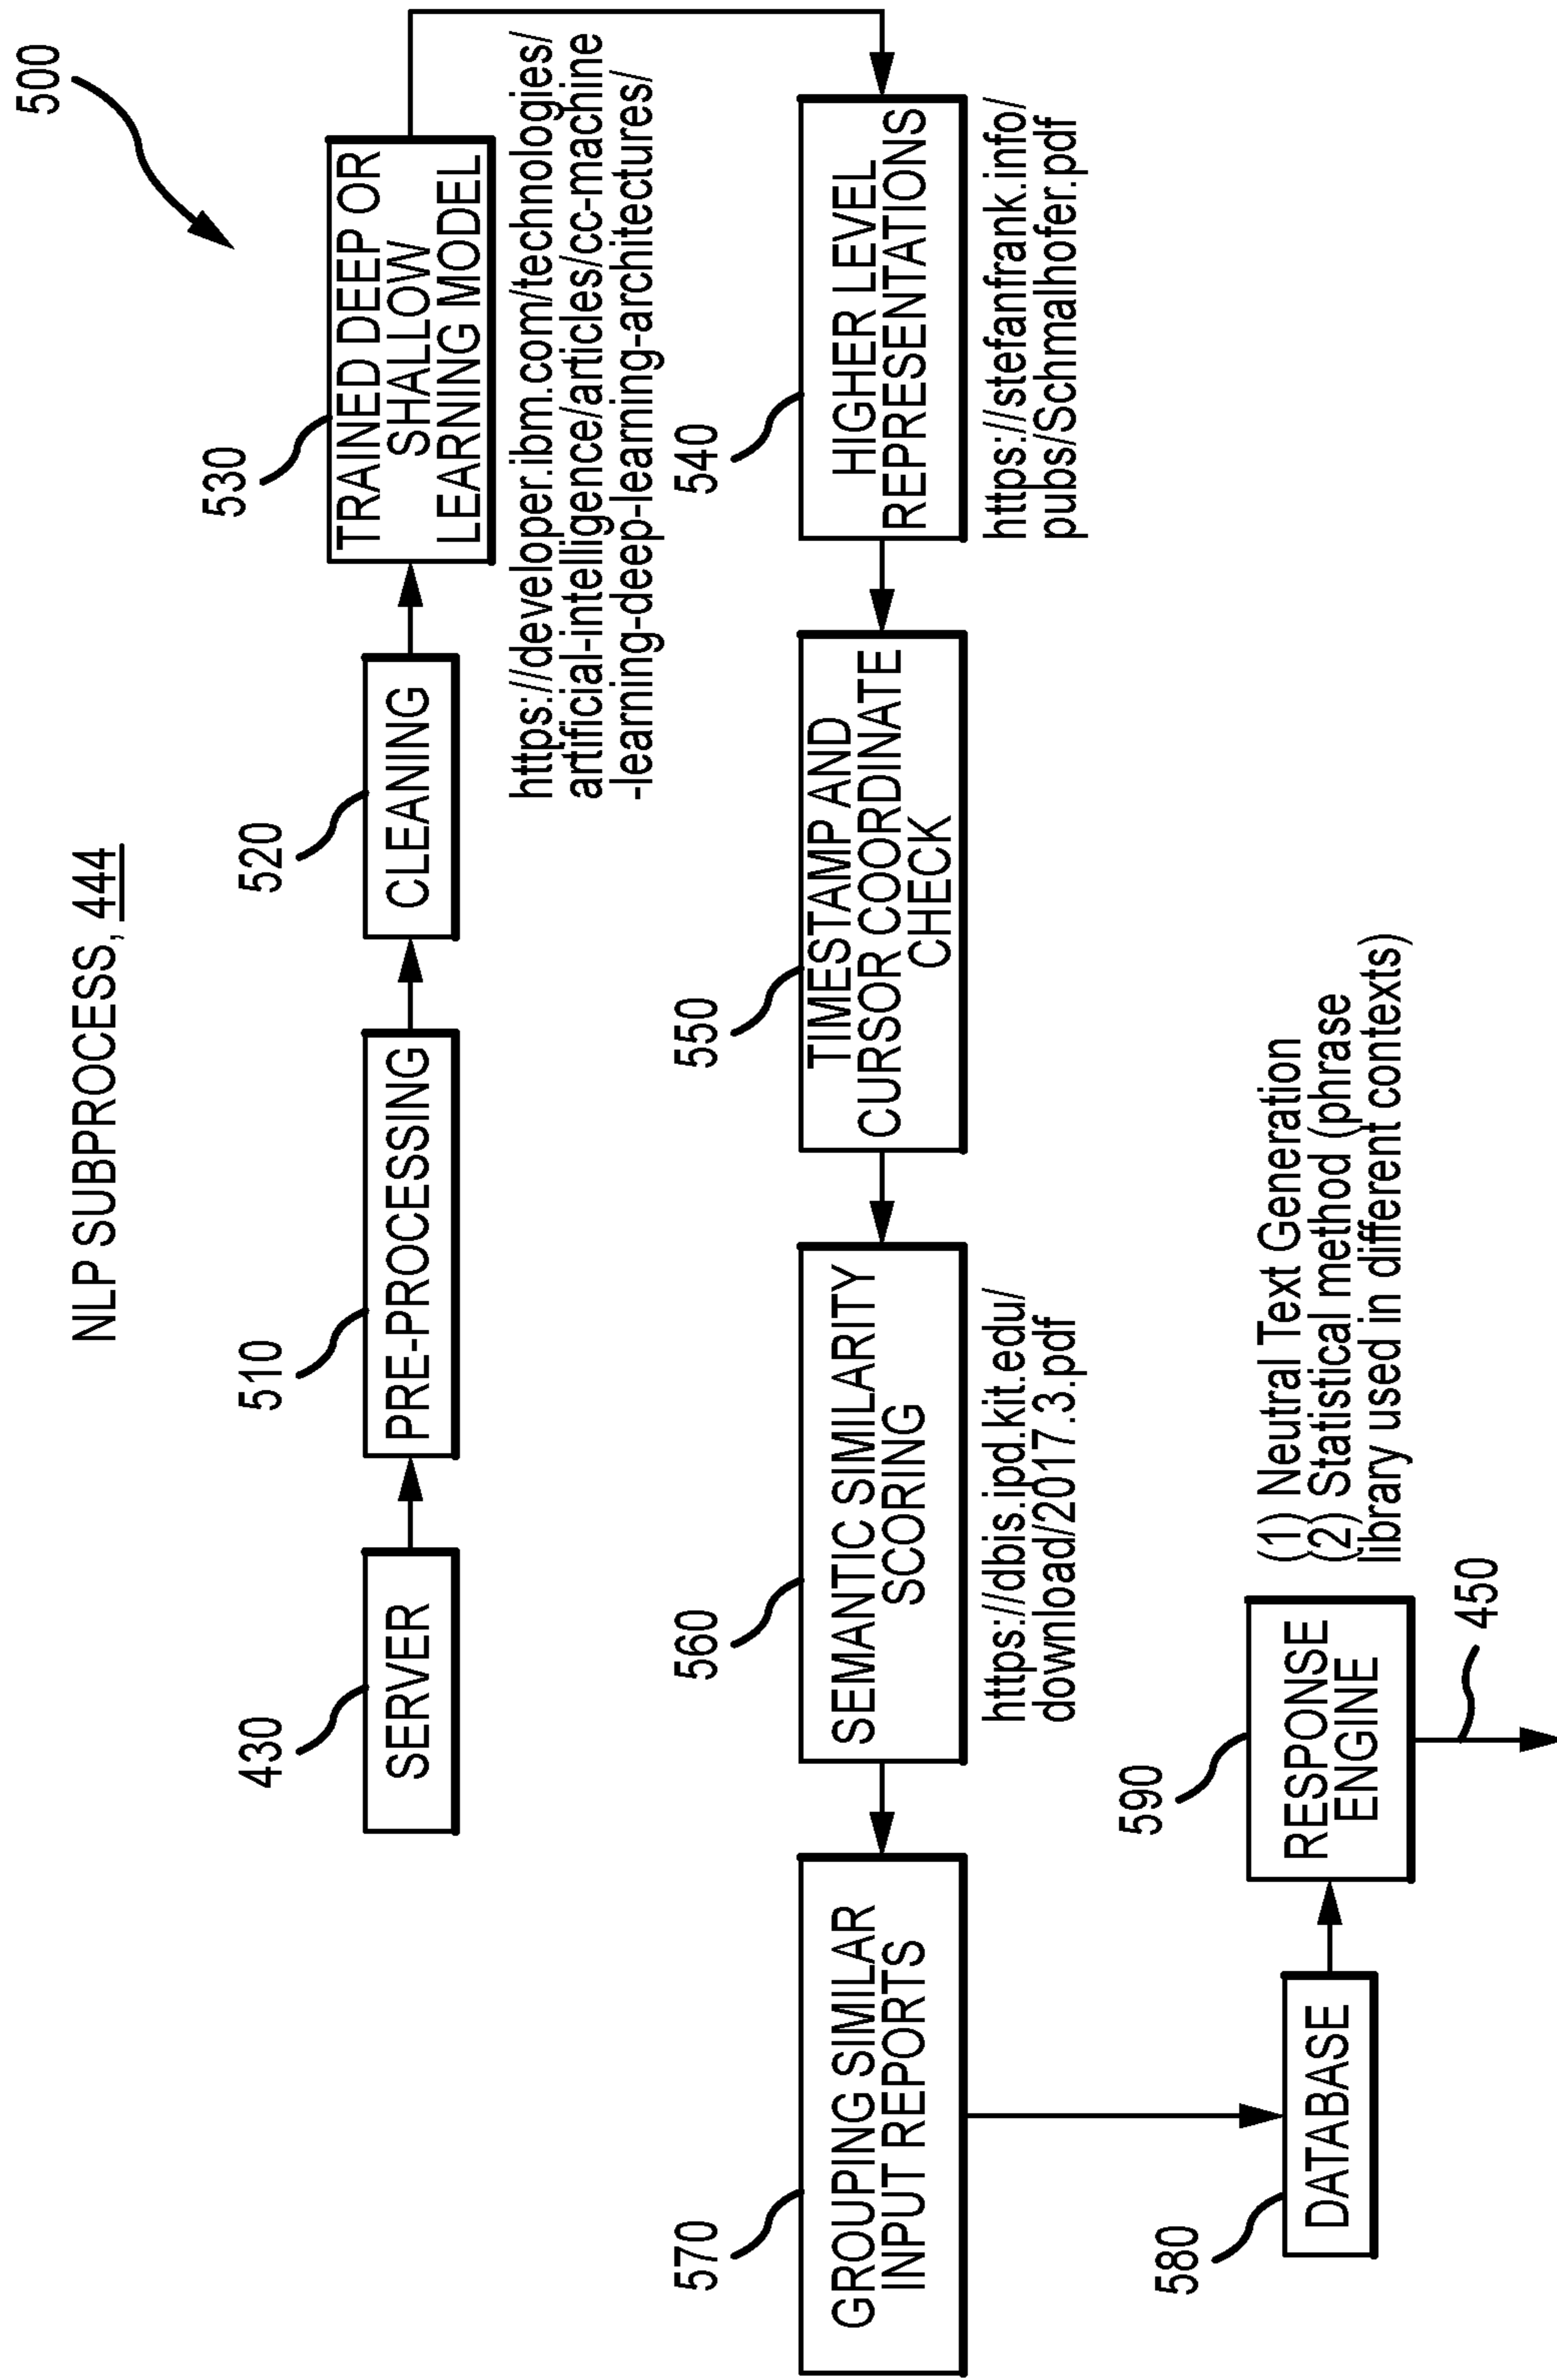 NLP SUBPROCESS, 444
500
430
SERVER
510
PRE-PROCESSING
520
CLEANING
530
TRAINED DEEP OR
SHALLOW
LEARNING MODEL
https://developer.ibm.com/technologies/
artificial-intelligence/articles/cc-machine
-learning-deep-learning-architectures/
540
HIGHER LEVEL
REPRESENTATIONS
https://stefanfrank.info/
pubs/Schmalhofer.pdf
550
TIMESTAMP AND
CURSOR COORDINATE
CHECK
560
SEMANTIC SIMILARITY
SCORING
https://dbis.ipd.kit.edu/
download/2017.3.pdf
570
GROUPING SIMILAR
INPUT REPORTS
580
DATABASE
590
RESPONSE
ENGINE
(1) Neutral Text Generation
(2) Statistical method (phrase
library used in different contexts)
450